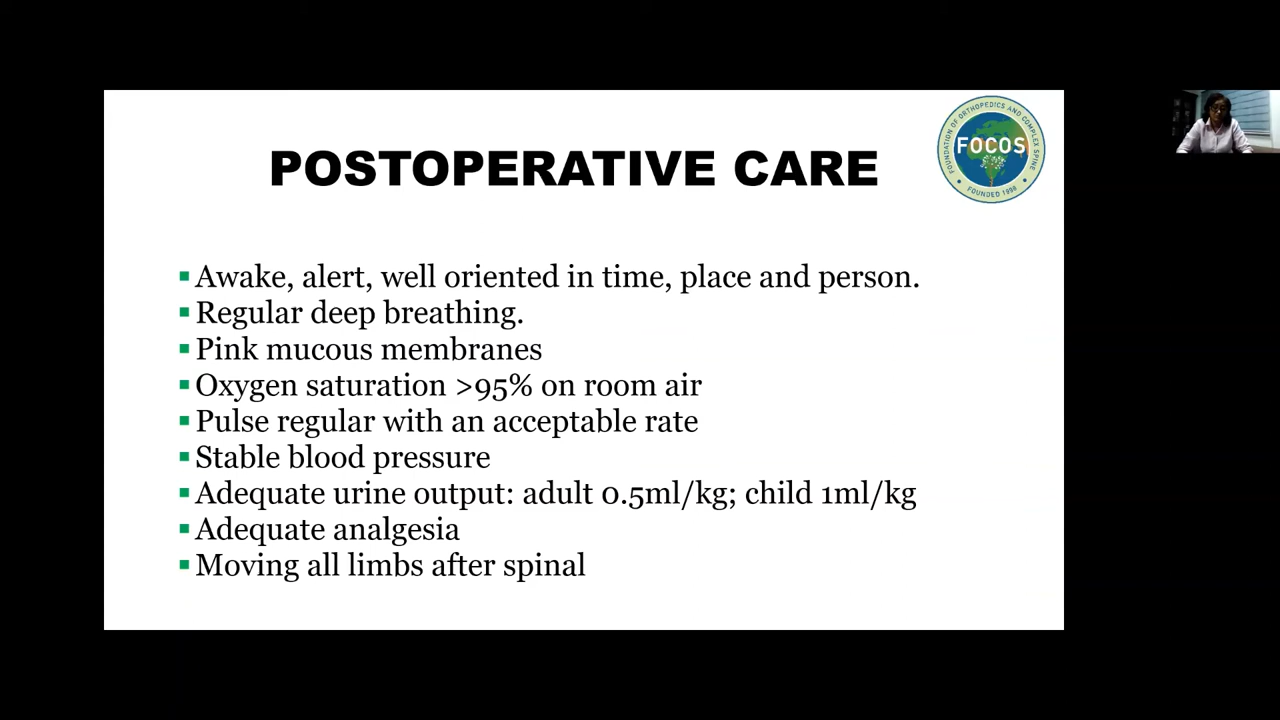 POSTOPERATIVE CARE
FOUNDATION OF ORTHOPEDICS AND COMPLEX SPINE
FOCOS
FOUNDED 1998
Awake, alert, well oriented in time, place and person.
Regular deep breathing.
Pink mucous membranes
Oxygen saturation >95% on room air
Pulse regular with an acceptable rate
Stable blood pressure
Adequate urine output: adult 0.5ml/kg; child 1ml/kg
Adequate analgesia
Moving all limbs after spinal